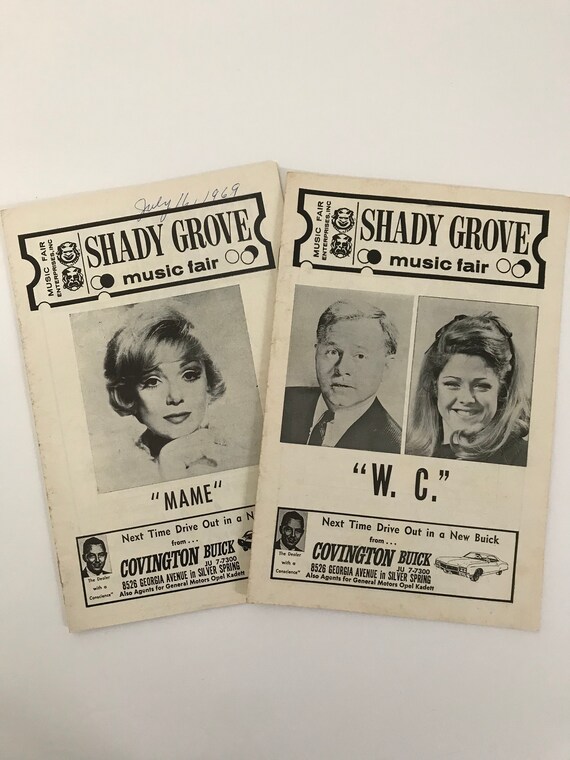 July 16, 1969
MUSIC FAIR
ENTERPRISES, INC
SHADY GROVE
music fair
"MAME"
Next Time Drive Out in a N
from...
COVINGTON BUICK
JU 7-7300
8526 GEORGIA AVENUE in SILVER SPRING
Also Agents for General Motors Opel Kadett
The Dealer
with a
Conscience"
MUSIC FAIR
ENTERPRISES, INC
SHADY GROVE
music fair
"W. C."
Next Time Drive Out in a New Buick
from...
COVINGTON BUICK
JU 7-7300
8526 GEORGIA AVENUE in SILVER SPRING
Also Agents for General Motors Opel Kadett
The Dealer
with a
Conscience"